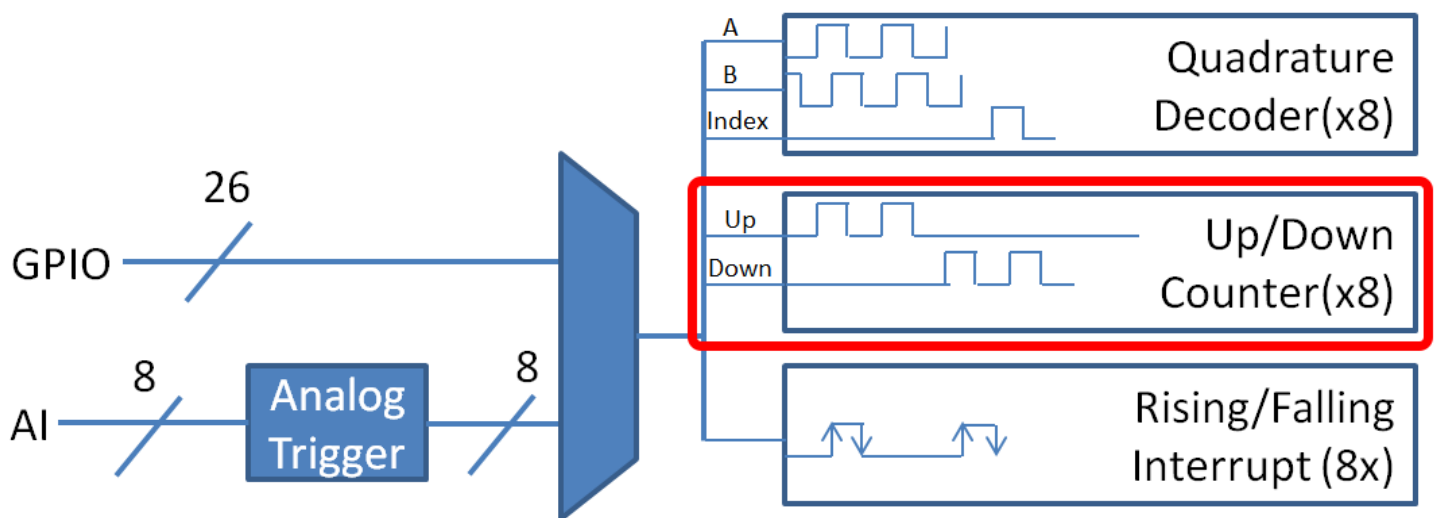 26
GPIO
8
AI
Analog
Trigger
8
A
B
Index
Quadrature
Decoder(x8)
Up
Down
Up/Down
Counter(x8)
Rising/Falling
Interrupt (8x)